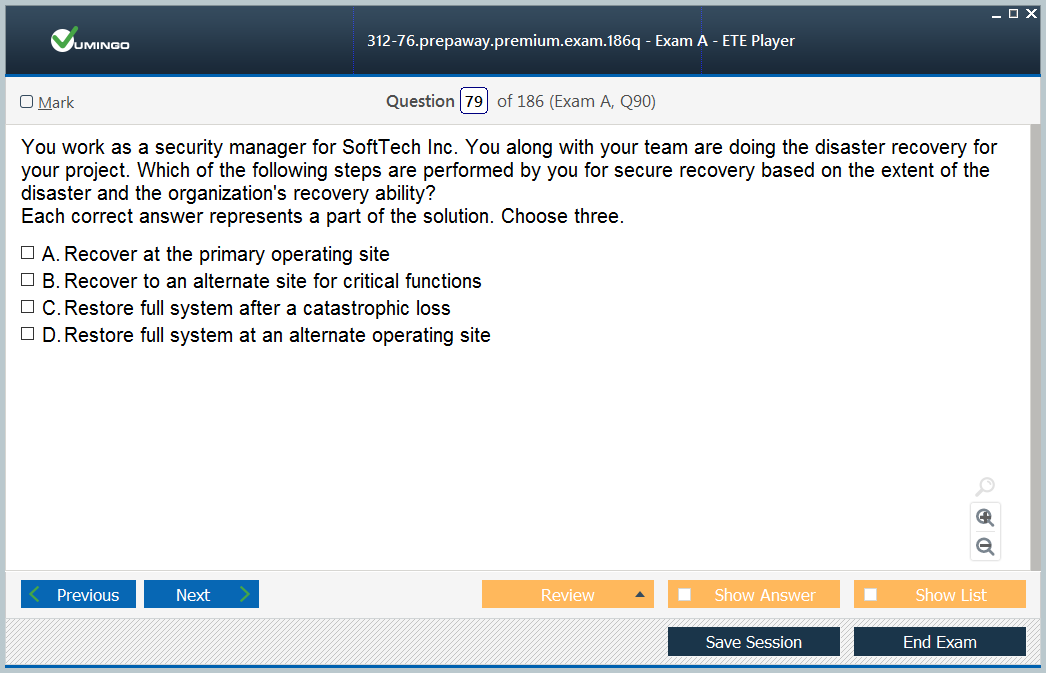 VUMINGO
312-76.prepaway.premium.exam.186q - Exam A - ETE Player
Mark
Question 79 of 186 (Exam A, Q90)
You work as a security manager for SoftTech Inc. You along with your team are doing the disaster recovery for
your project. Which of the following steps are performed by you for secure recovery based on the extent of the
disaster and the organization's recovery ability?
Each correct answer represents a part of the solution. Choose three.
A. Recover at the primary operating site
B. Recover to an alternate site for critical functions
C. Restore full system after a catastrophic loss
D. Restore full system at an alternate operating site
Previous Next Review Show Answer Show List
Save Session End Exam